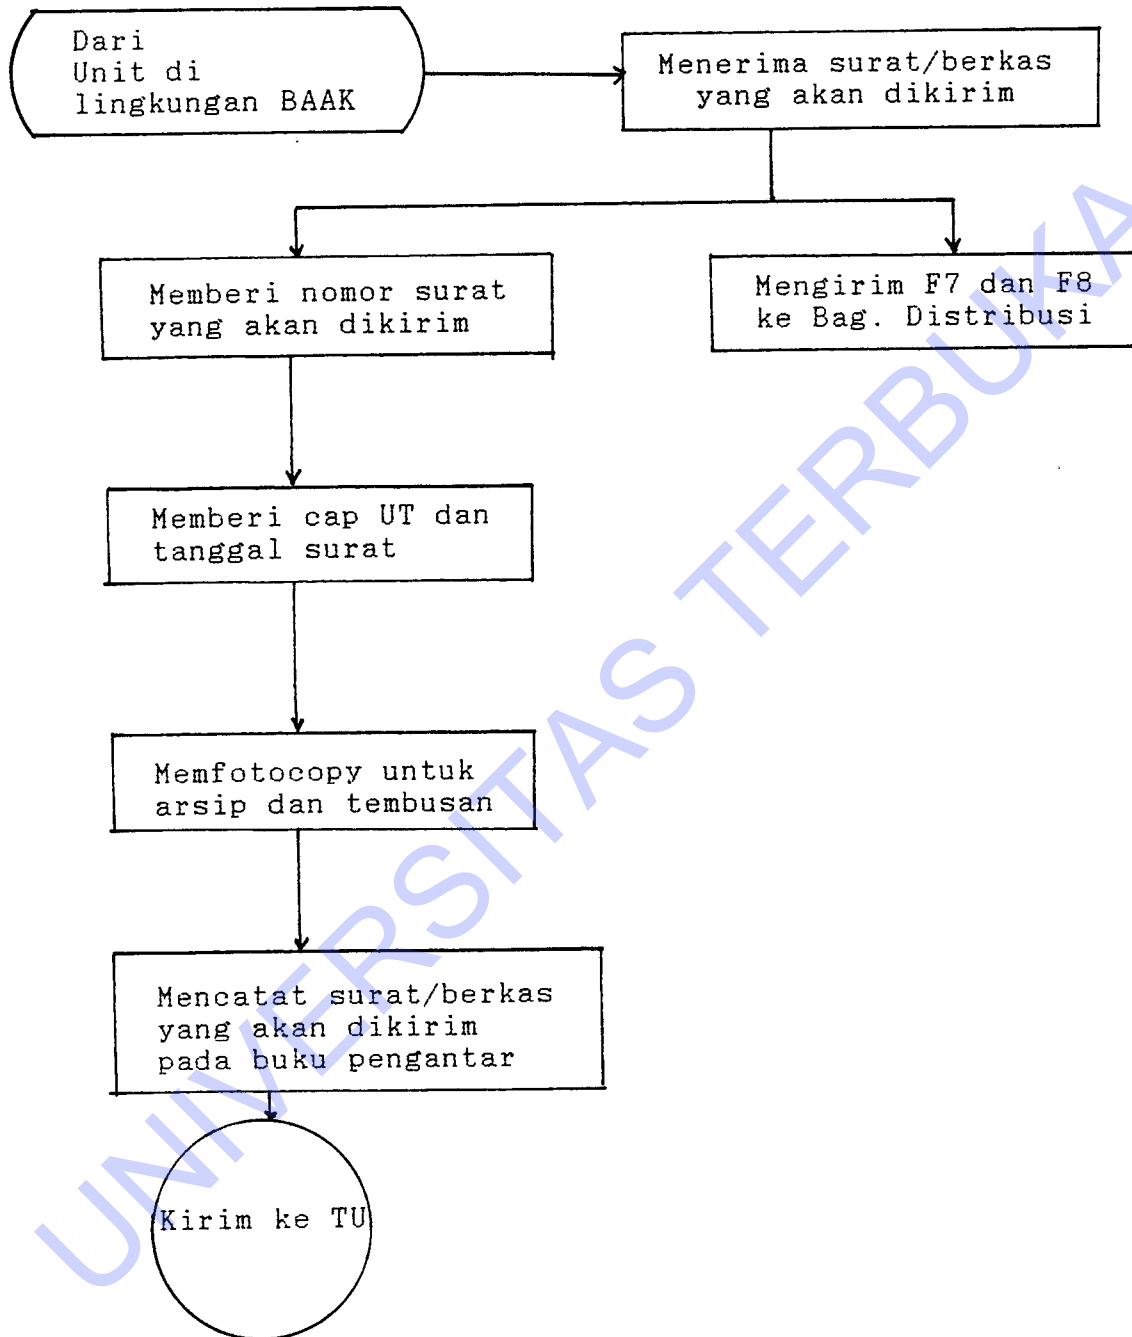 Dari
Unit di
lingkungan BAAK
Menerima surat/berkas
yang akan dikirim
Memberi nomor surat
yang akan dikirim
Mengirim F7 dan F8
ke Bag. Distribusi
Memberi cap UT dan
tanggal surat
Memfotocopy untuk
arsip dan tembusan
Mencatat surat/berkas
yang akan dikirim
pada buku pengantar
Kirim ke TU
UNIVERSITAS TERBUKA